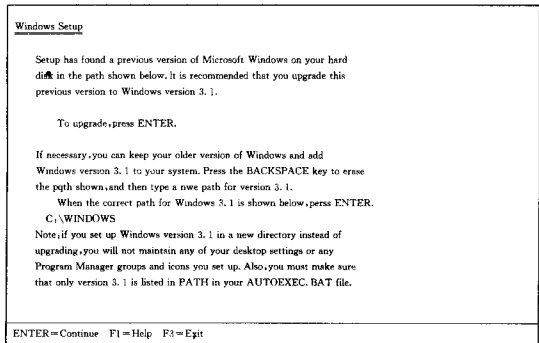 Windows Setup
Setup has found a previous version of Microsoft Windows on your hard
disk in the path shown below. It is recommended that you upgrade this
previous version to Windows version 3. 1.
To upgrade,press ENTER.
If necessary,you can keep your older version of Windows and add
Windows version 3. 1 to your system. Press the BACKSPACE key to erase
the pqth shown,and then type a nwe path for version 3. 1.
When the correct path for Windows 3. 1 is shown below,perss ENTER.
C:\WINDOWS
Note:if you set up Windows version 3. 1 in a new directory instead of
upgrading,you will not maintain any of your desktop settings or any
Program Manager groups and icons you set up. Also,you must make sure
that only version 3. 1 is listed in PATH in your AUTOEXEC. BAT file.
ENTER=Continue F1=Help F3=Exit